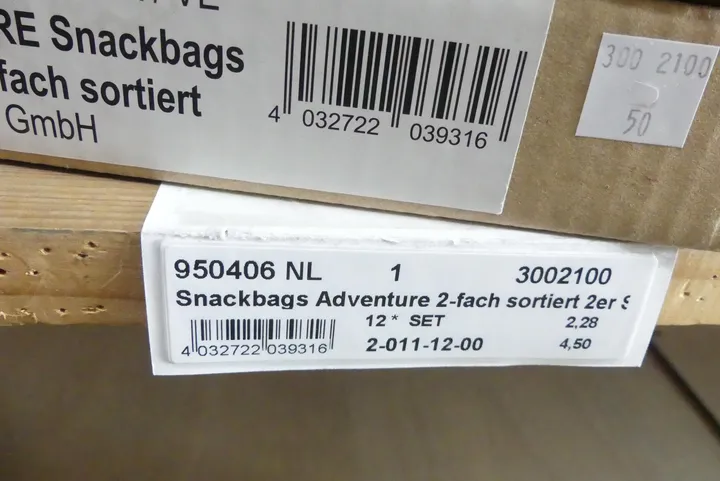 VE
RE Snackbags
fach sortiert
GmbH
4 032722 039316
300 2100
50
950406 NL 1 3002100
Snackbags Adventure 2-fach sortiert 2er S
12* SET 2,28
4 032722 039316 2-011-12-00 4,50